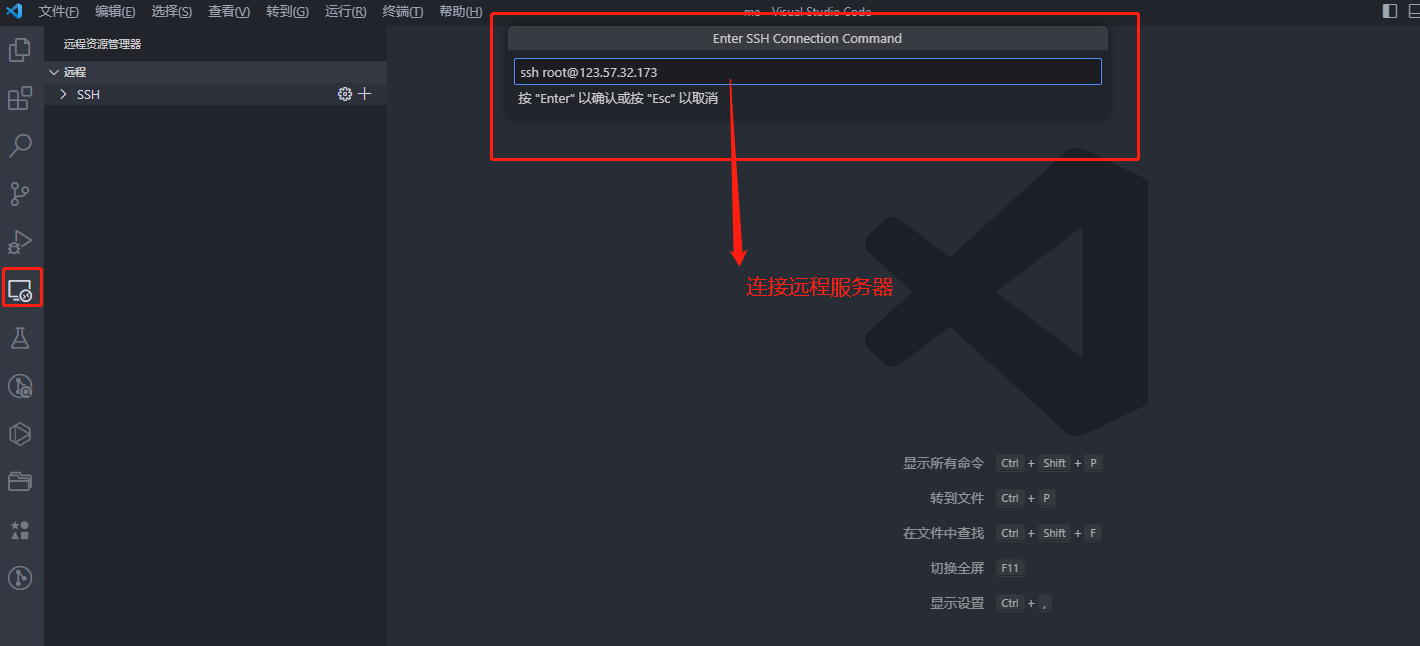 文件(F) 编辑(E) 选择(S) 查看(V) 转到(G) 运行(R) 终端(T) 帮助(H)
me - Visual Studio Code
远程资源管理器
远程
SSH
Enter SSH Connection Command
ssh root@123.57.32.173
按 "Enter" 以确认或按 "Esc" 以取消
连接远程服务器
显示所有命令 Ctrl + Shift + P
转到文件 Ctrl + P
在文件中查找 Ctrl + Shift + F
切换全屏 F11
显示设置 Ctrl + ,